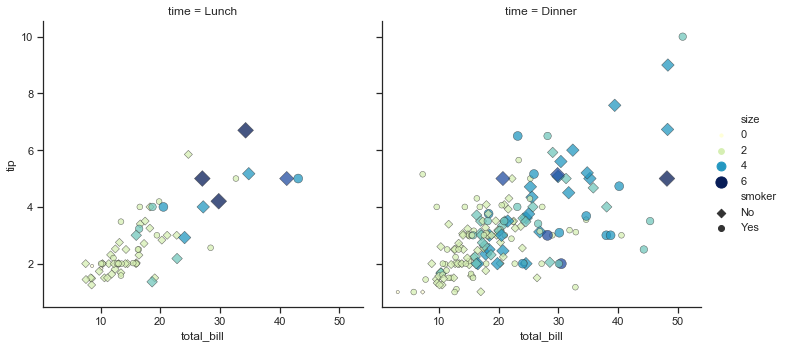 time = Lunch
time = Dinner
10
8
6
4
2
tip
10
20
30
40
50
total_bill
10
20
30
40
50
total_bill
size
0
2
4
6
smoker
No
Yes